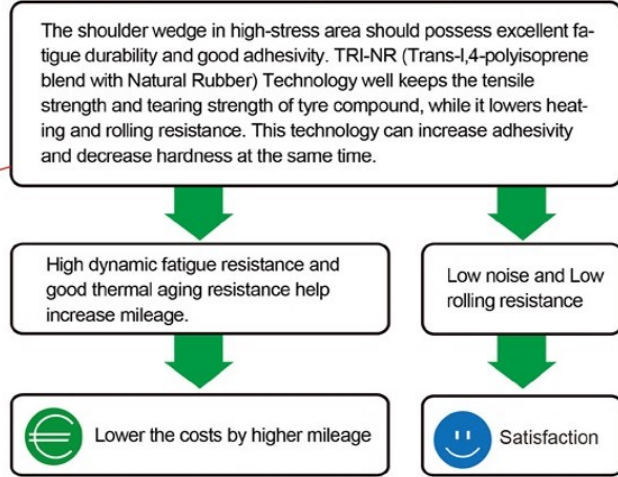 The shoulder wedge in high-stress area should possess excellent fa-
tigue durability and good adhesivity. TRI-NR (Trans-l,4-polyisoprene
blend with Natural Rubber) Technology well keeps the tensile
strength and tearing strength of tyre compound, while it lowers heat-
ing and rolling resistance. This technology can increase adhesivity
and decrease hardness at the same time.
High dynamic fatigue resistance and
good thermal aging resistance help
increase mileage.
Low noise and Low
rolling resistance
Lower the costs by higher mileage
Satisfaction